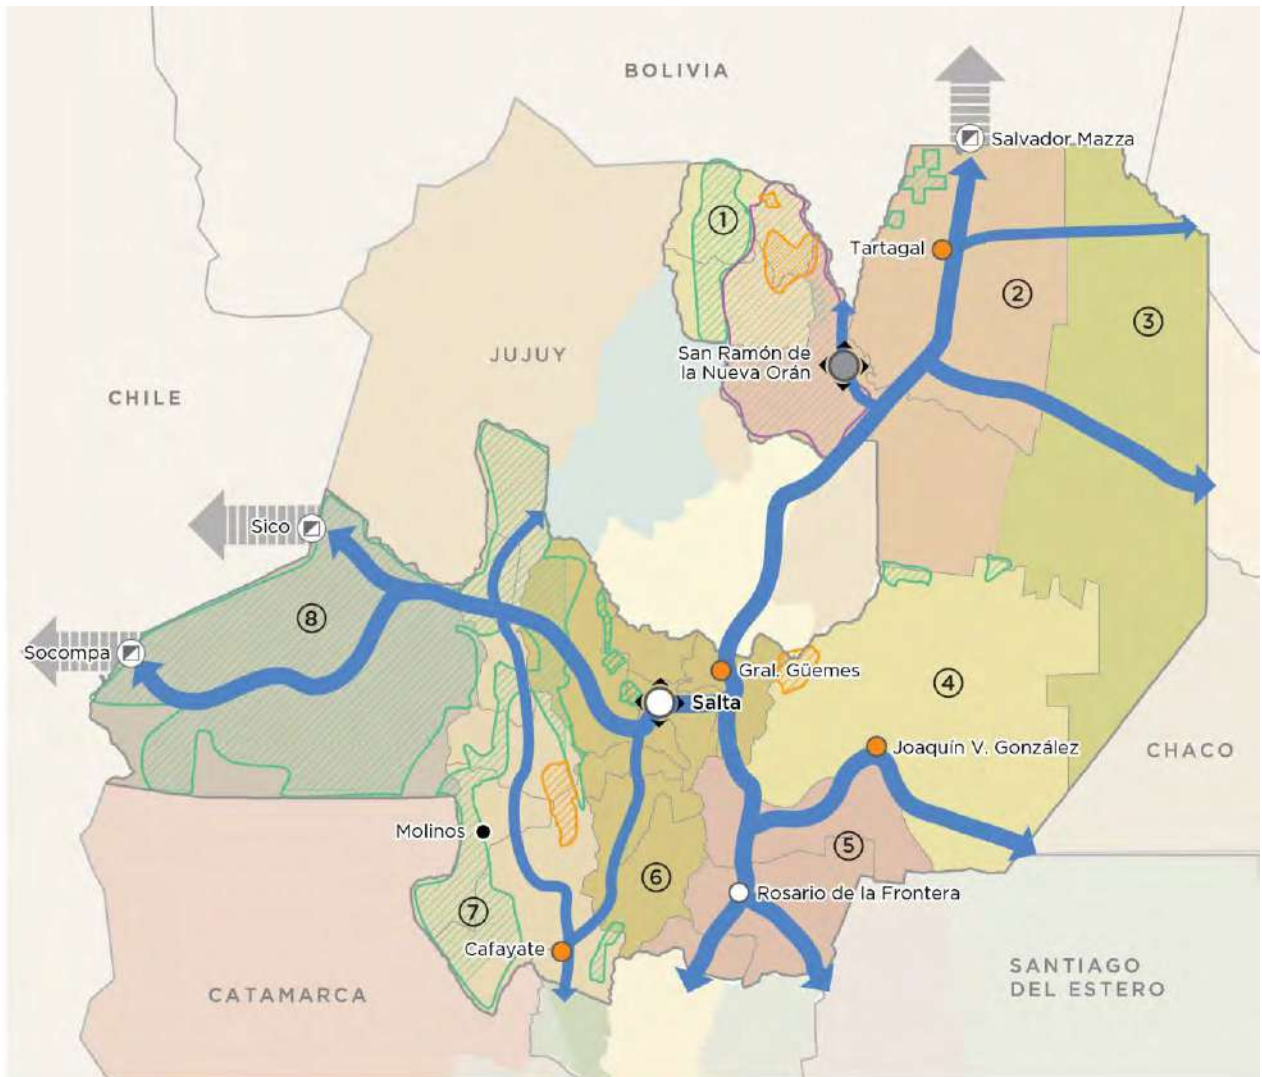 BOLIVIA
Salvador Mazza
①
Tartagal
②
③
JUJUY
San Ramón de
la Nueva Orán
CHILE
Sico
⑧
Socompa
Gral. Güemes
④
Salta
Joaquín V. González
CHACO
Molinos
⑤
⑥
Rosario de la Frontera
⑦
Cafayate
CATAMARCA
SANTIAGO
DEL ESTERO